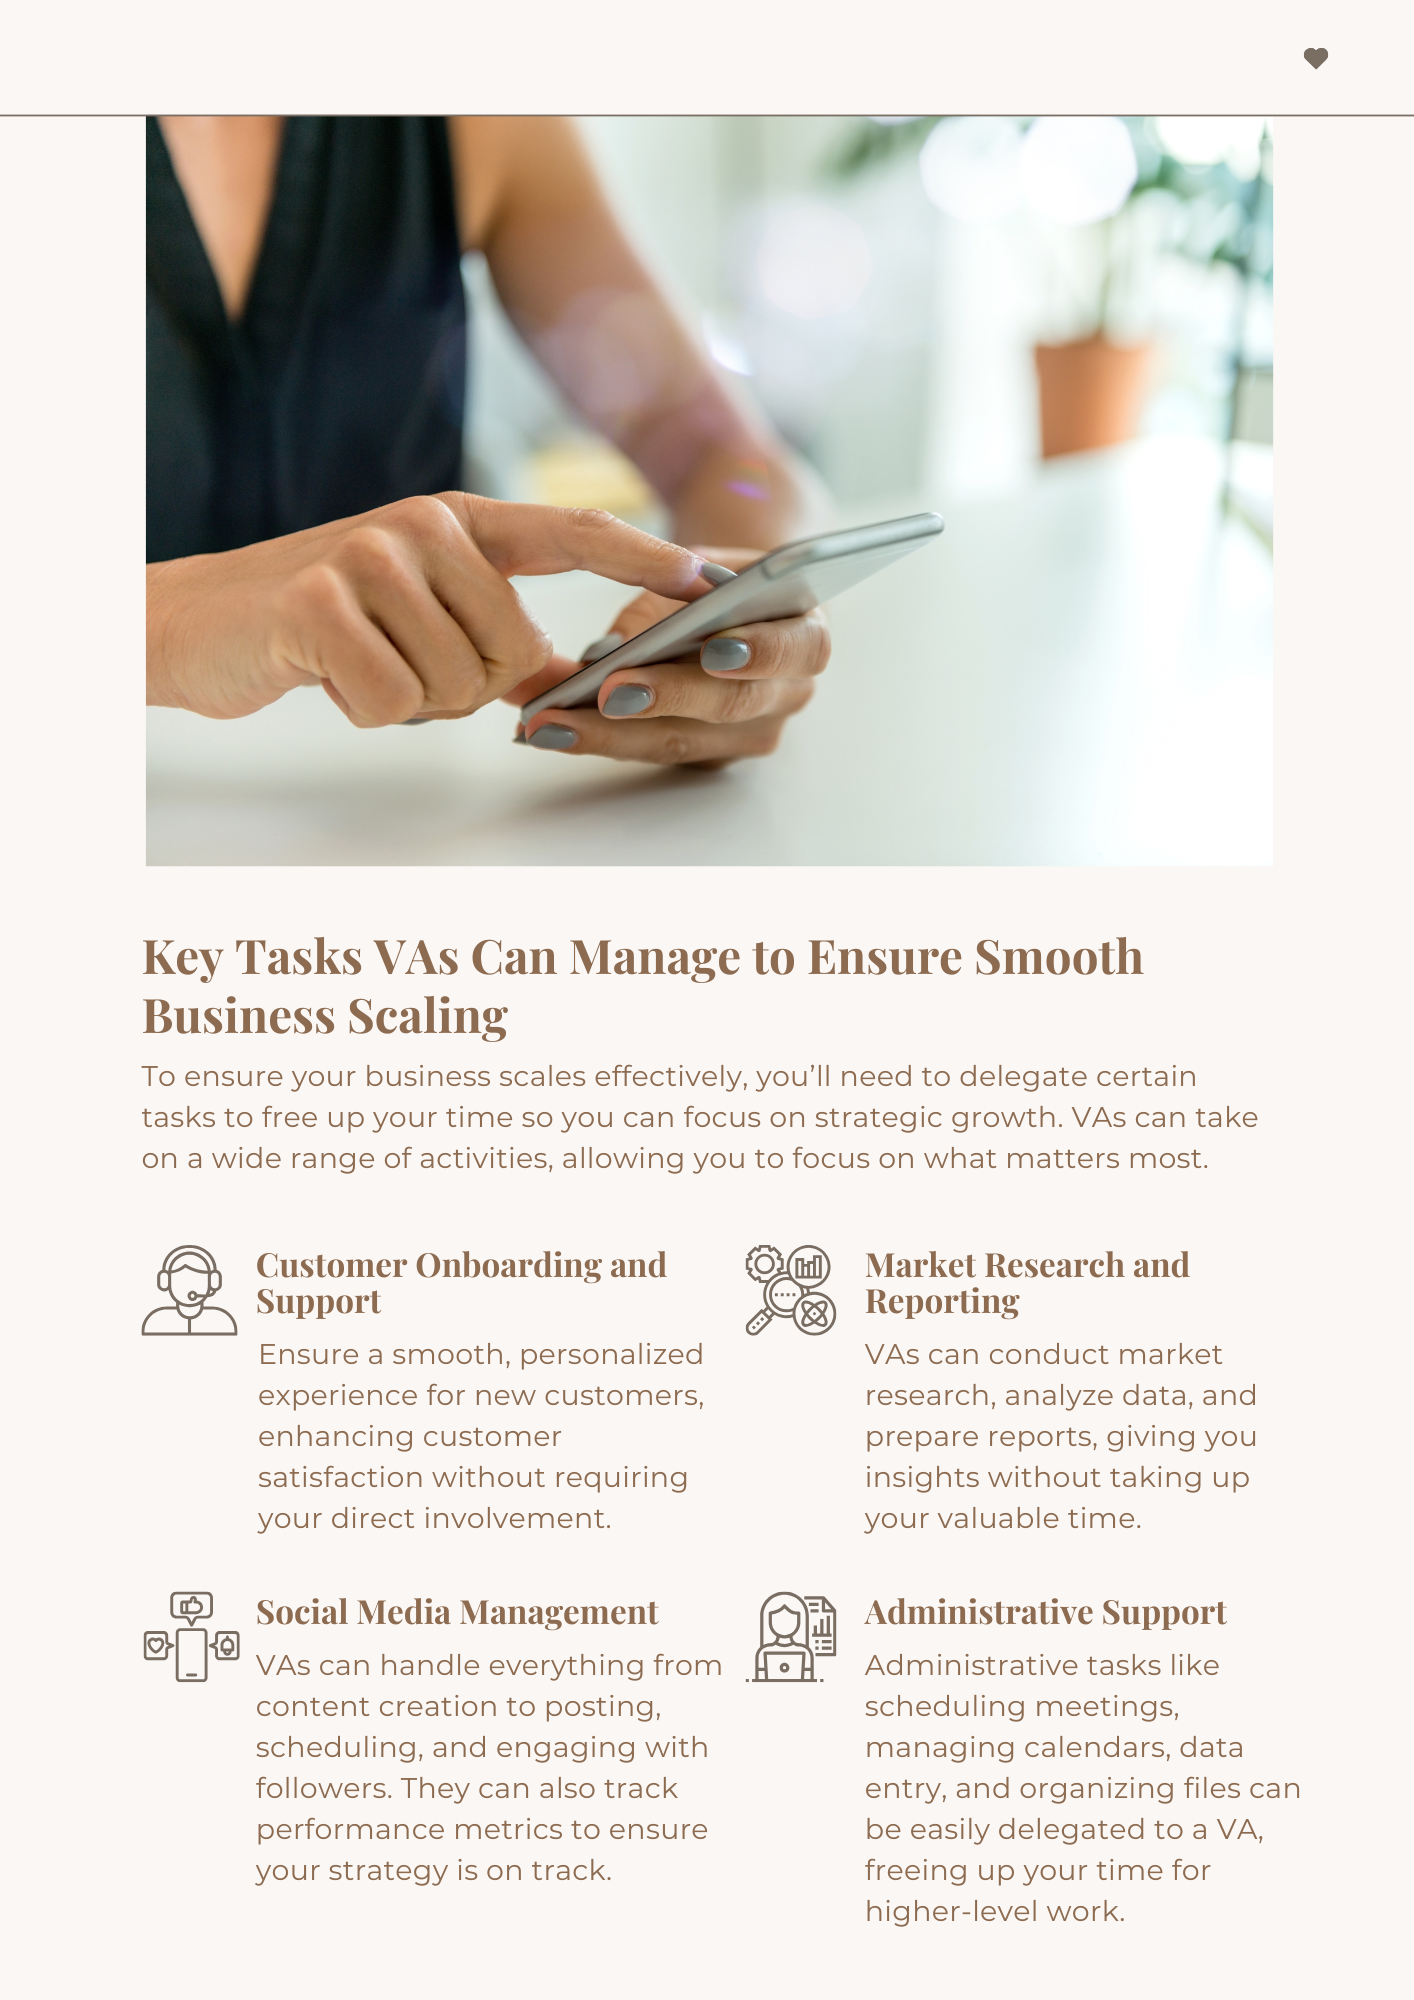 Key Tasks VAs Can Manage to Ensure Smooth
Business Scaling
To ensure your business scales effectively, you’ll need to delegate certain
tasks to free up your time so you can focus on strategic growth. VAs can take
on a wide range of activities, allowing you to focus on what matters most.
Customer Onboarding and
Support
Ensure a smooth, personalized
experience for new customers,
enhancing customer
satisfaction without requiring
your direct involvement.
Market Research and
Reporting
VAs can conduct market
research, analyze data, and
prepare reports, giving you
insights without taking up
your valuable time.
Social Media Management
VAs can handle everything from
content creation to posting,
scheduling, and engaging with
followers. They can also track
performance metrics to ensure
your strategy is on track.
Administrative Support
Administrative tasks like
scheduling meetings,
managing calendars, data
entry, and organizing files can
be easily delegated to a VA,
freeing up your time for
higher-level work.